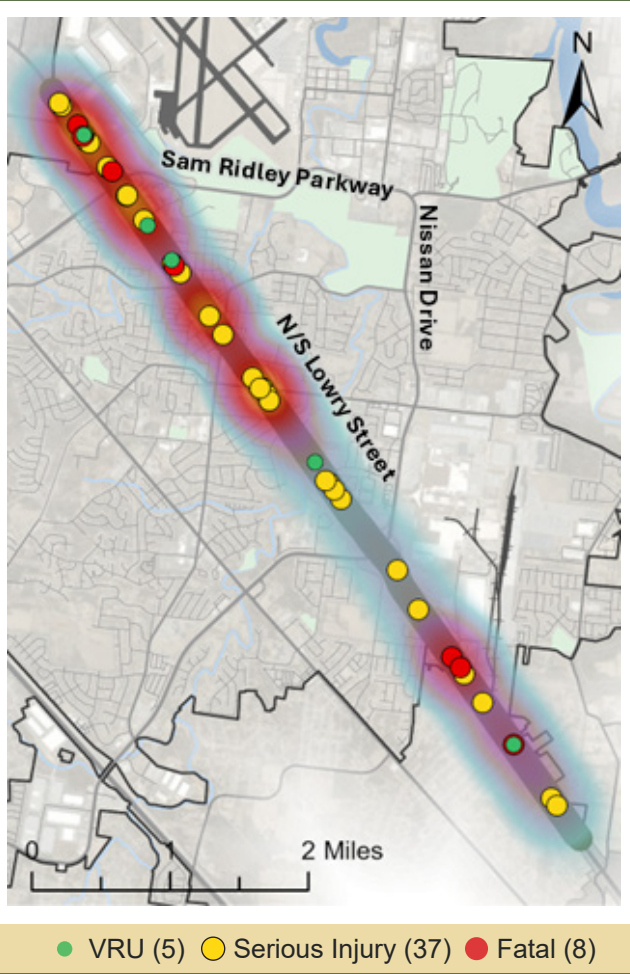 N
Sam Ridley Parkway
Nissan Drive
N/S Lowry Street
0 1 2 Miles
VRU (5) Serious Injury (37) Fatal (8)